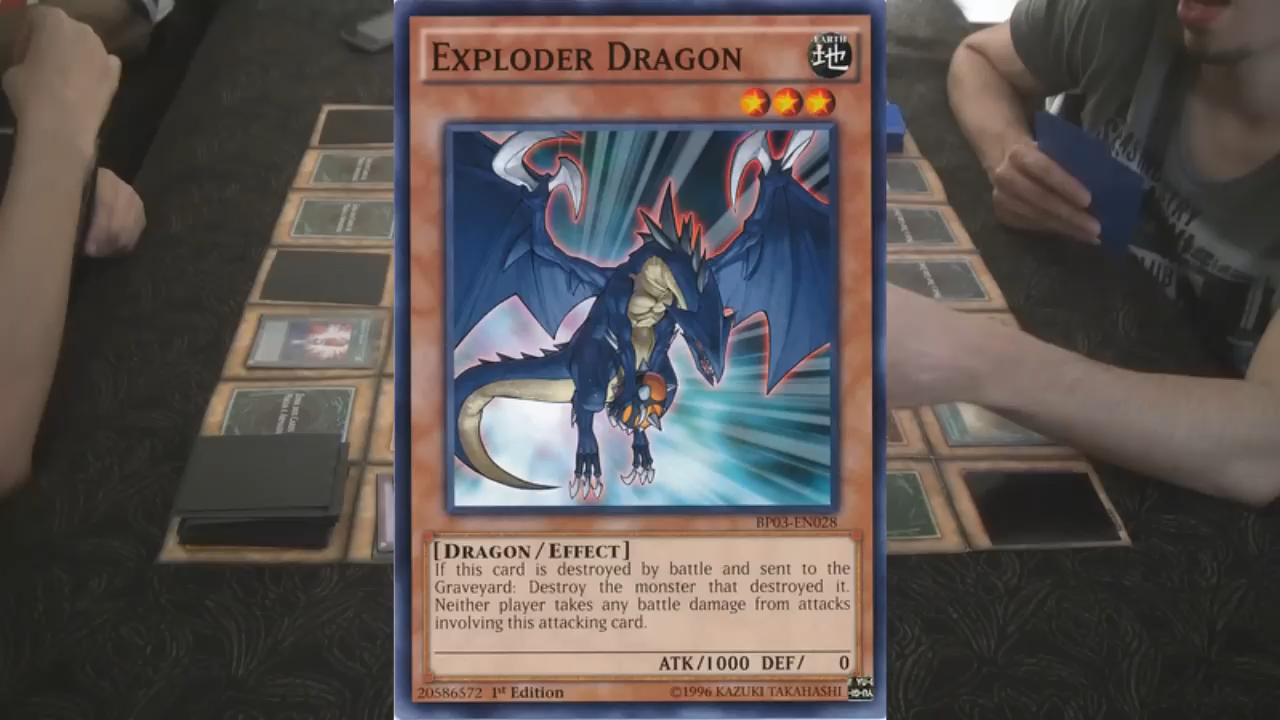 EXPLODER DRAGON
EARTH
地
BP03-EN028
[DRAGON/EFFECT]
If this card is destroyed by battle and sent to the
Graveyard: Destroy the monster that destroyed it.
Neither player takes any battle damage from attacks
involving this attacking card.
ATK/1000 DEF/ 0
20586572 1st Edition
©1996 KAZUKI TAKAHASHI